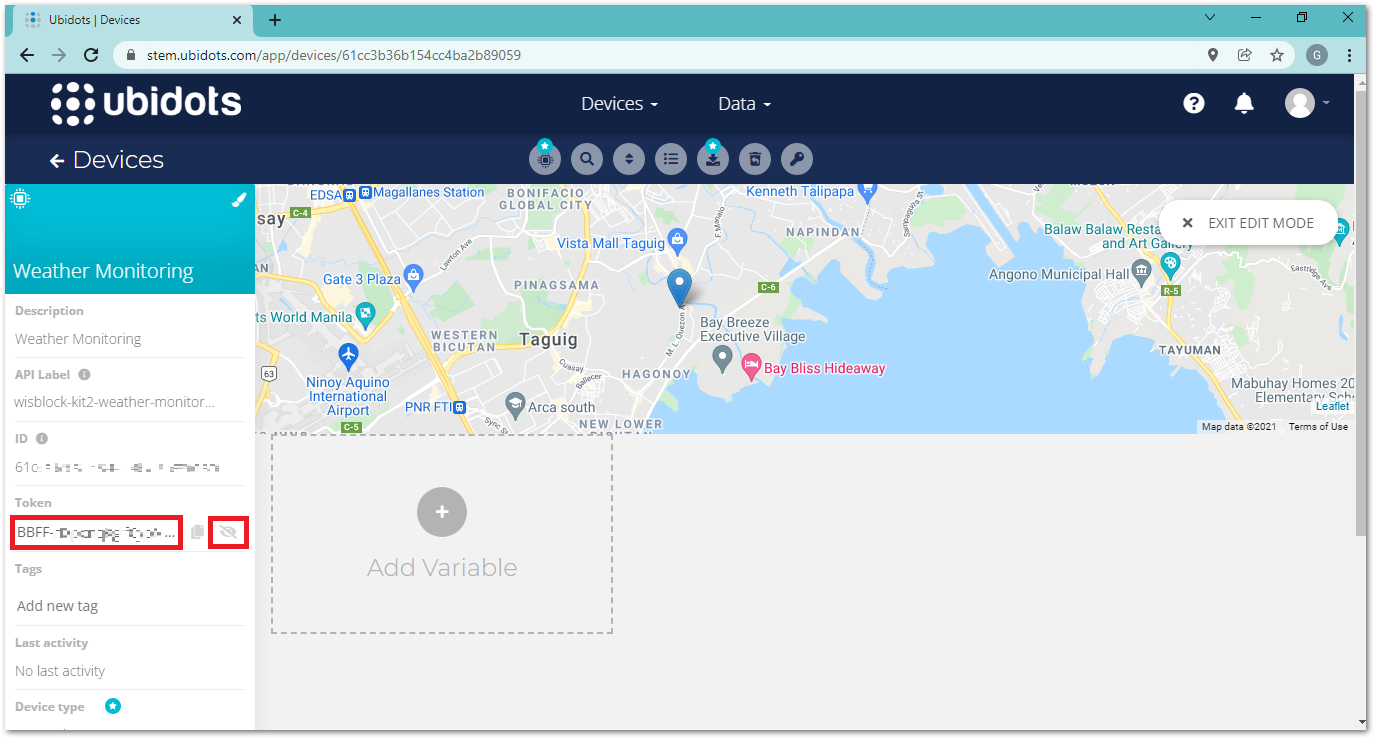 Ubidots | Devices
stem.ubidots.com/app/devices/61cc3b36b154cc4ba2b89059
G
ubidots
Devices
Data
Devices
Weather Monitoring
Description
Weather Monitoring
API Label
wisblock-kit2-weather-monitor...
ID
61c
Token
BBFF- ...
Tags
Add new tag
Last activity
No last activity
Device type
EXIT EDIT MODE
EDSA
Magallanes Station
BONIFACIO
GLOBAL CITY
Kenneth Talipapa
say
C-4
Lawton Ave
Vista Mall Taguig
F. Manalo
NAPINDAN
Balaw Balaw Resta
and Art Gallery
Gate 3 Plaza
PINAGSAMA
C-6
Angono Municipal Hall
Eastridge Ave
R-5
ts World Manila
WESTERN
BICUTAN
Taguig
M. L. Quezon A
Bay Breeze
Executive Village
TAYUMAN
63
Cuasay
Ballecer
HAGONOY
Bay Bliss Hideaway
Ninoy Aquino
International
Airport
PNR FTI
Arca south
Mabuhay Homes 20
Elementary Scho
C-5
NEW LOWER
Leaflet
Map data ©2021
Terms of Use
Add Variable